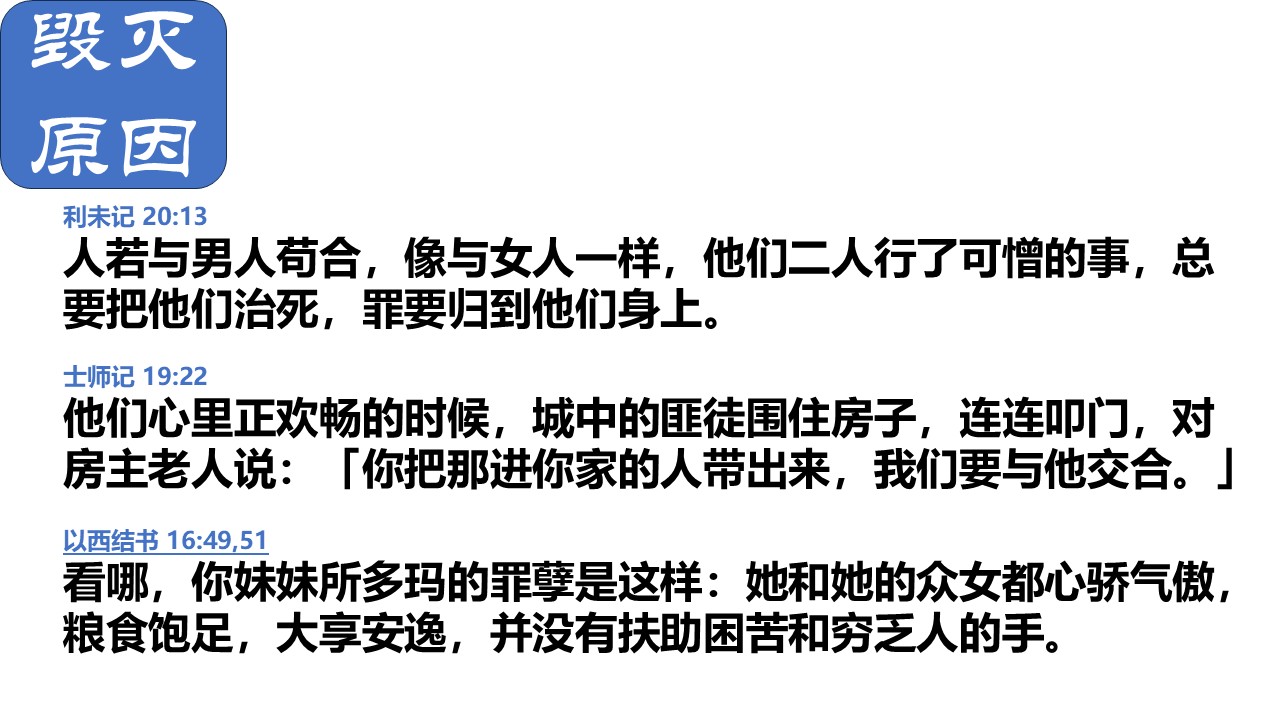 毁灭
原因
利未记 20:13
人若与男人苟合，像与女人一样，他们二人行了可憎的事，总
要把他们治死，罪要归到他们身上。
士师记 19:22
他们心里正欢畅的时候，城中的匪徒围住房子，连连叩门，对
房主老人说：「你把那进你家的人带出来，我们要与他交合。」
以西结书 16:49,51
看哪，你妹妹所多玛的罪孽是这样：她和她的众女都心骄气傲，
粮食饱足，大享安逸，并没有扶助困苦和穷乏人的手。